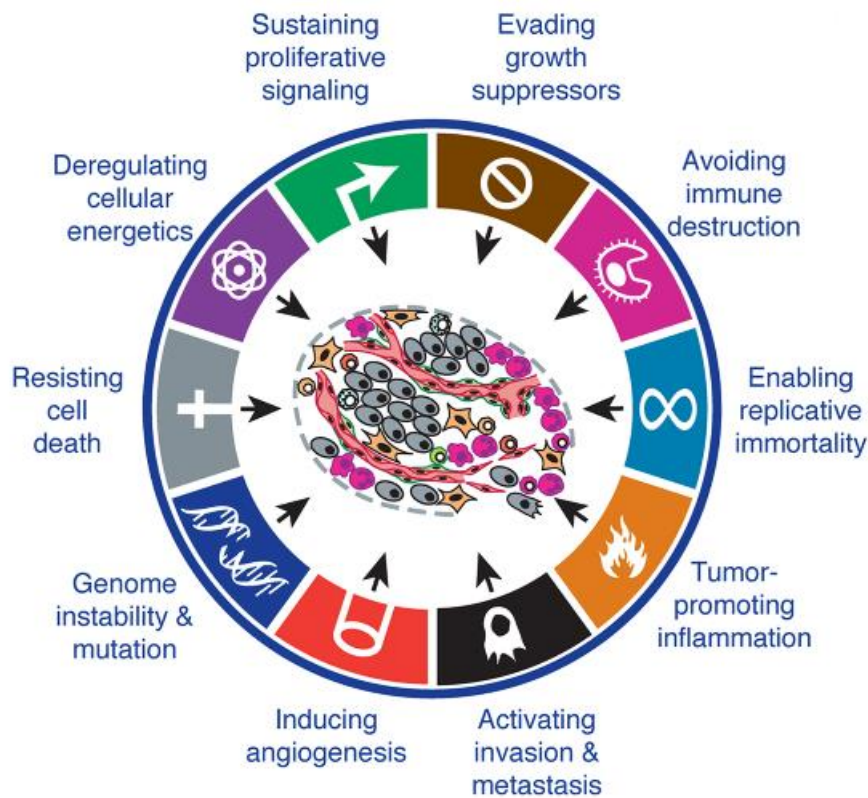 Sustaining
proliferative
signaling
Evading
growth
suppressors
Avoiding
immune
destruction
Enabling
replicative
immortality
Tumor-
promoting
inflammation
Activating
invasion &
metastasis
Inducing
angiogenesis
Genome
instability &
mutation
Resisting
cell
death
Deregulating
cellular
energetics